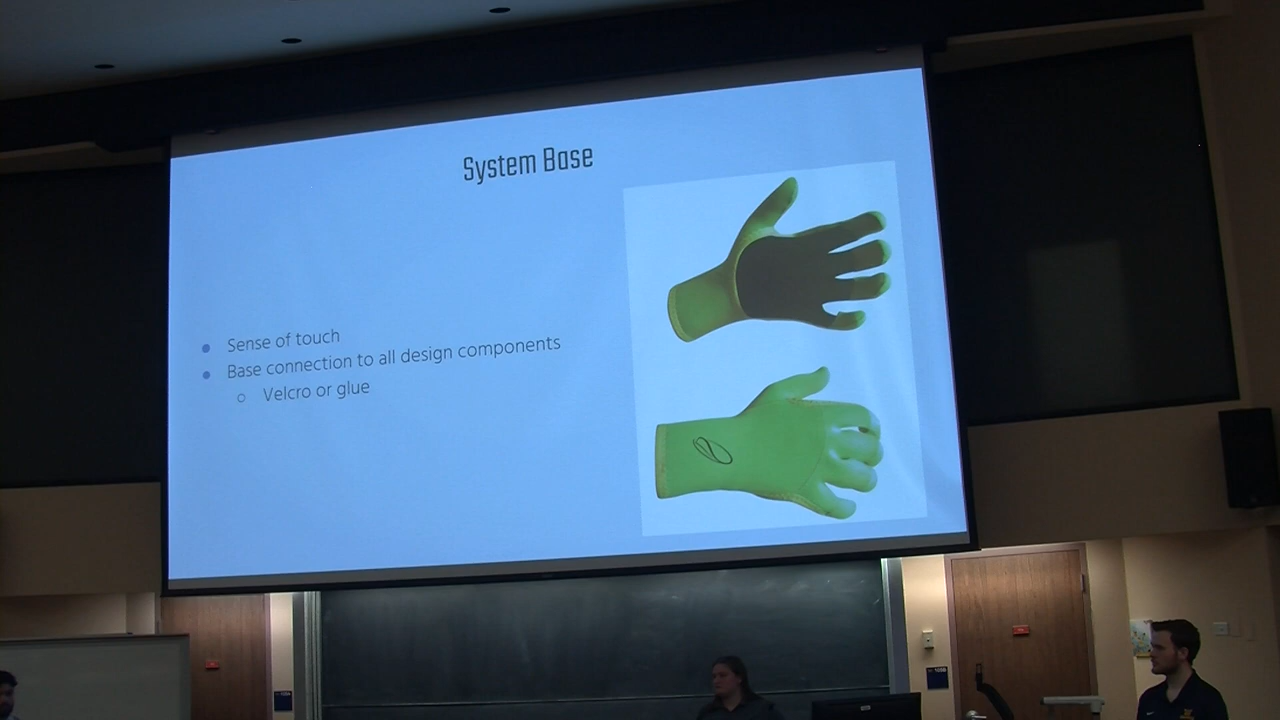 System Base
Sense of touch
Base connection to all design components
Velcro or glue